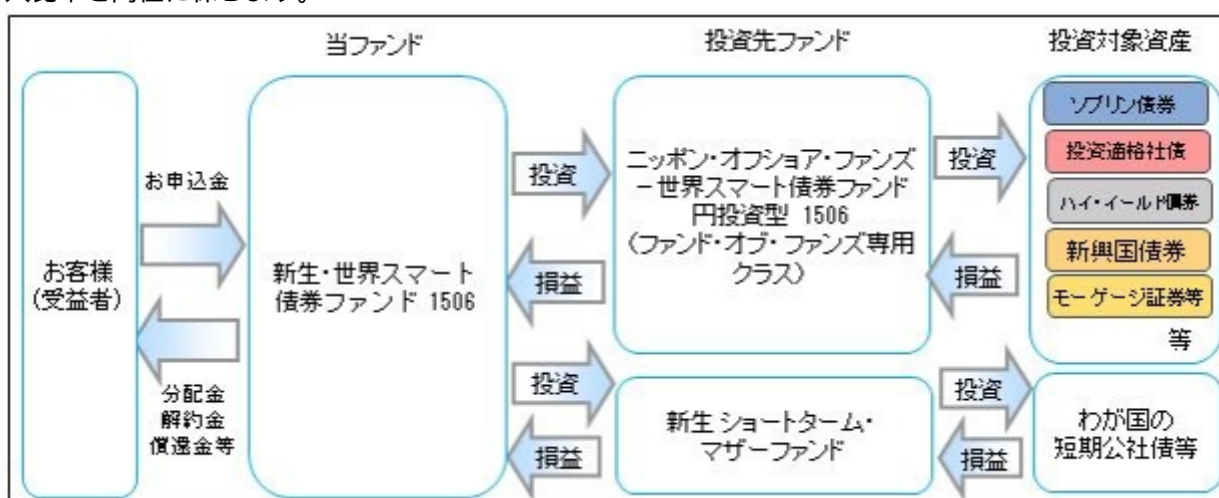 当ファンド
投資先ファンド
投資対象資産
お申込金
お客様
(受益者)
分配金
解約金
償還金等
新生・世界スマート
債券ファンド 1506
投資
損益
投資
損益
ニッポン・オフショア・ファンズ
－世界スマート債券ファンド
円投資型 1506
(ファンド・オブ・ファンズ専用
クラス)
新生 ショートターム・
マザーファンド
投資
損益
投資
損益
ソブリン債券
投資適格社債
ハイ・イールド債券
新興国債券
モーゲージ証券等
等
わが国の
短期公社債等